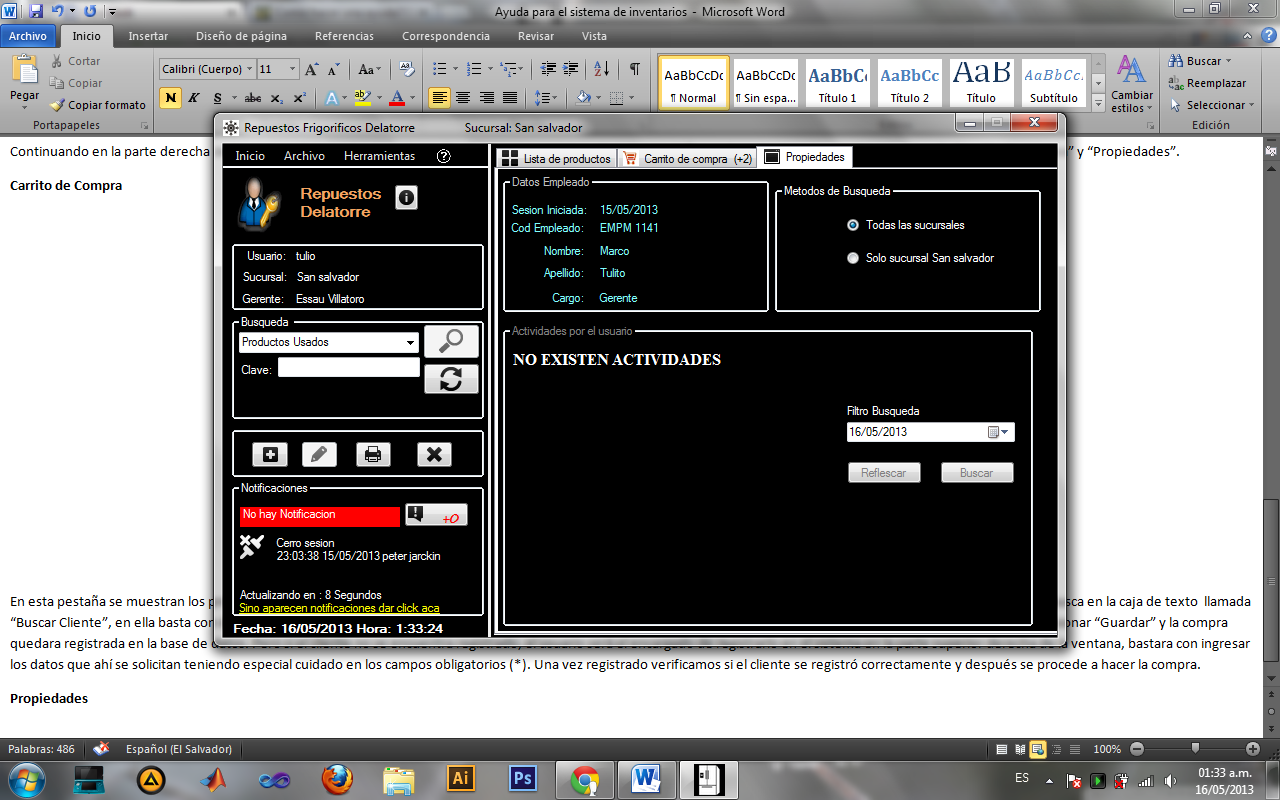 Ayuda para el sistema de inventarios - Microsoft Word
Archivo Inicio Insertar Diseño de página Referencias Correspondencia Revisar Vista
Pegar
Cortar
Copiar
Copiar formato
Portapapeles
Calibri (Cuerpo) 11
N K S abc x₂ x²
AaBbCcDc AaBbCcDc AaBbCc AaBbCc AaBb AaBbCc.
¶ Normal ¶ Sin espa... Título 1 Título 2 Título Subtítulo
Cambiar estilos
Buscar
Reemplazar
Seleccionar
Edición
Continuando en la parte derecha
” y “Propiedades”.
Carrito de Compra
Repuestos Frigorificos Delatorre Sucursal: San salvador
Inicio Archivo Herramientas
Repuestos
Delatorre
Usuario: tulio
Sucursal: San salvador
Gerente: Essau Villatoro
Busqueda
Productos Usados
Clave:
Notificaciones
No hay Notificacion
+0
Cerro sesion
23:03:38 15/05/2013 peter jarckin
Actualizando en : 8 Segundos
Sino aparecen notificaciones dar click aca
Fecha: 16/05/2013 Hora: 1:33:24
Lista de productos Carrito de compra (+2) Propiedades
Datos Empleado
Sesion Iniciada: 15/05/2013
Cod Empleado: EMPM 1141
Nombre: Marco
Apellido: Tulito
Cargo: Gerente
Metodos de Busqueda
Todas las sucursales
Solo sucursal San salvador
Actividades por el usuario
NO EXISTEN ACTIVIDADES
Filtro Busqueda
16/05/2013
Reflescar Buscar
En esta pestaña se muestran los
en la caja de texto llamada
“Buscar Cliente”, en ella basta
“Guardar” y la compra
quedara registrada en la base de
ventana, bastara con ingresar
los datos que ahí se solicitan teniendo especial cuidado en los campos obligatorios (*). Una vez registrado verificamos si el cliente se registró correctamente y después se procede a hacer la compra.
Propiedades
Palabras: 486 Español (El Salvador) 100%
Ai Ps ES 01:33 a.m.
16/05/2013